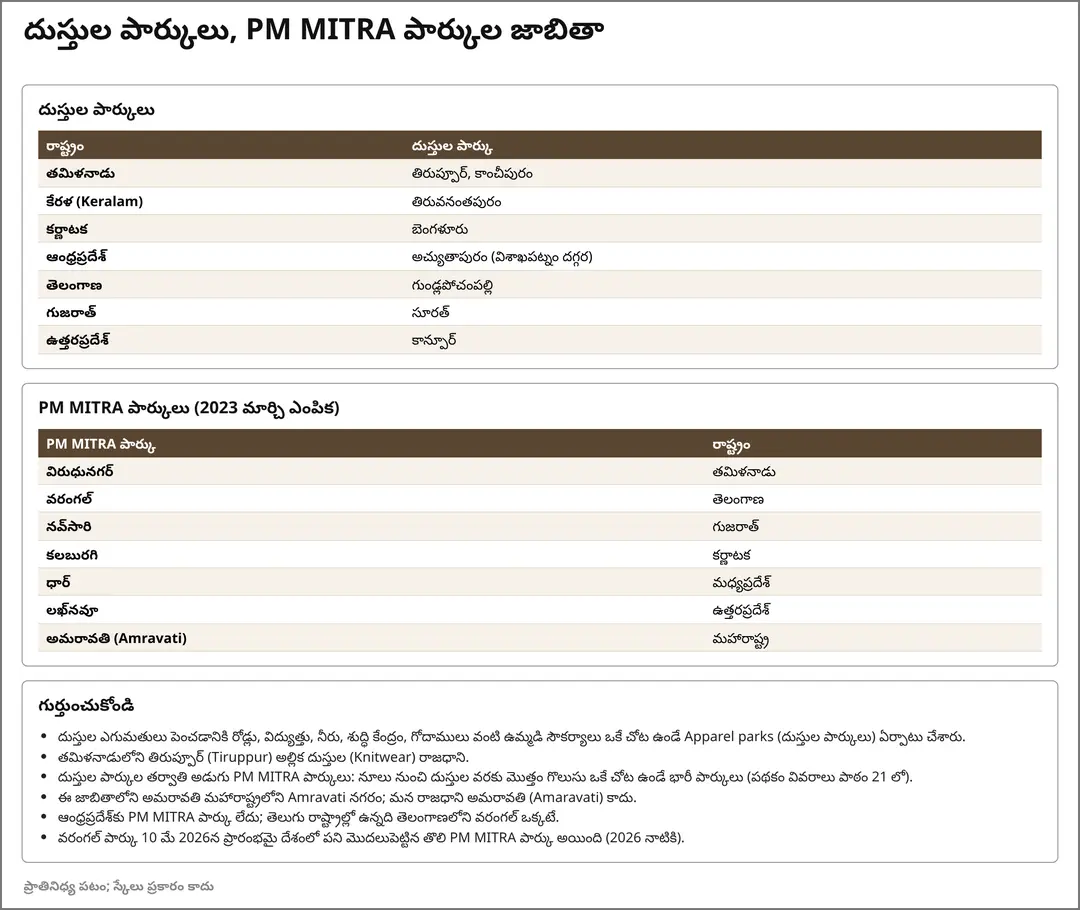 దుస్తుల పార్కులు, PM MITRA పార్కుల జాబితా
దుస్తుల పార్కులు
రాష్ట్రం దుస్తుల పార్కు
తమిళనాడు తిరుప్పూర్, కాంచీపురం
కేరళ (Keralam) తిరువనంతపురం
కర్ణాటక బెంగళూరు
ఆంధ్రప్రదేశ్ అచ్యుతాపురం (విశాఖపట్నం దగ్గర)
తెలంగాణ గుండ్లపోచంపల్లి
గుజరాత్ సూరత్
ఉత్తరప్రదేశ్ కాన్పూర్
PM MITRA పార్కులు (2023 మార్చి ఎంపిక)
PM MITRA పార్కు రాష్ట్రం
విరుధునగర్ తమిళనాడు
వరంగల్ తెలంగాణ
నవ్‌సారి గుజరాత్
కలబురగి కర్ణాటక
ధార్ మధ్యప్రదేశ్
లఖ్‌నవూ ఉత్తరప్రదేశ్
అమరావతి (Amravati) మహారాష్ట్ర
గుర్తుంచుకోండి
• దుస్తుల ఎగుమతులు పెంచడానికి రోడ్లు, విద్యుత్తు, నీరు, శుద్ధి కేంద్రం, గోదాములు వంటి ఉమ్మడి సౌకర్యాలు ఒకే చోట ఉండే Apparel parks (దుస్తుల పార్కులు) ఏర్పాటు చేశారు.
• తమిళనాడులోని తిరుప్పూర్ (Tiruppur) అల్లిక దుస్తుల (Knitwear) రాజధాని.
• దుస్తుల పార్కుల తర్వాతి అడుగు PM MITRA పార్కులు: నూలు నుంచి దుస్తుల వరకు మొత్తం గొలుసు ఒకే చోట ఉండే భారీ పార్కులు (పథకం వివరాలు పాఠం 21 లో).
• ఈ జాబితాలోని అమరావతి మహారాష్ట్రలోని Amravati నగరం; మన రాజధాని అమరావతి (Amaravati) కాదు.
• ఆంధ్రప్రదేశ్‌కు PM MITRA పార్కు లేదు; తెలుగు రాష్ట్రాల్లో ఉన్నది తెలంగాణలోని వరంగల్ ఒక్కటే.
• వరంగల్ పార్కు 10 మే 2026న ప్రారంభమై దేశంలో పని మొదలుపెట్టిన తొలి PM MITRA పార్కు అయింది (2026 నాటికి).
ప్రాతినిధ్య పటం; స్కేలు ప్రకారం కాదు